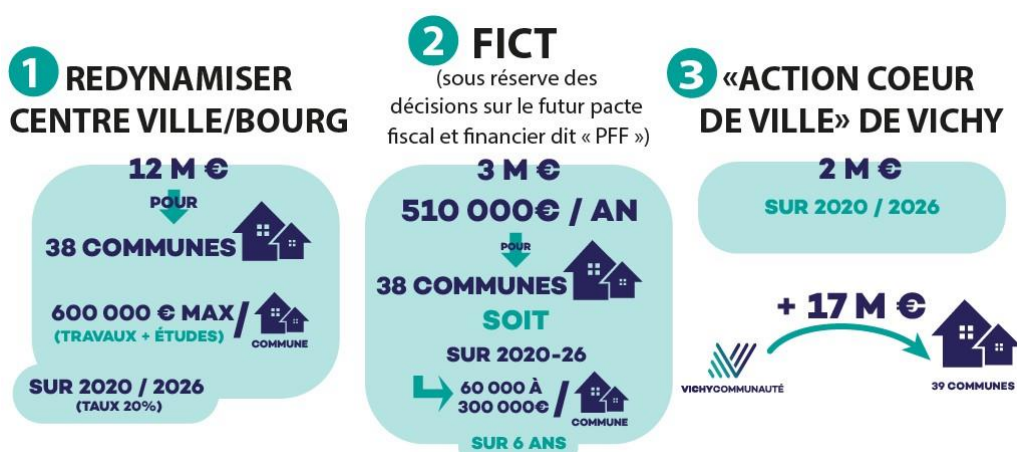 1 REDYNAMISER
CENTRE VILLE/BOURG
12 M €
POUR
38 COMMUNES
600 000 € MAX /
(TRAVAUX + ÉTUDES)
COMMUNE
SUR 2020 / 2026
(TAUX 20%)
2 FICT
(sous réserve des
décisions sur le futur pacte
fiscal et financier dit « PFF »)
3 M €
510 000€ / AN
POUR
38 COMMUNES
SOIT
SUR 2020-26
60 000 À
300 000€ /
COMMUNE
SUR 6 ANS
3 «ACTION COEUR
DE VILLE» DE VICHY
2 M €
SUR 2020 / 2026
+ 17 M €
VICHYCOMMUNAUTÉ
39 COMMUNES